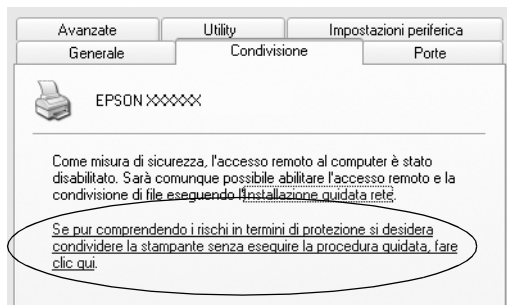 Avanzate Utility Impostazioni periferica
Generale Condivisione Porte
EPSON XXXXXX
Come misura di sicurezza, l'accesso remoto al computer è stato
disabilitato. Sarà comunque possibile abilitare l'accesso remoto e la
condivisione di file eseguendo l'Installazione guidata rete.
Se pur comprendendo i rischi in termini di protezione si desidera
condividere la stampante senza eseguire la procedura guidata, fare
clic qui.